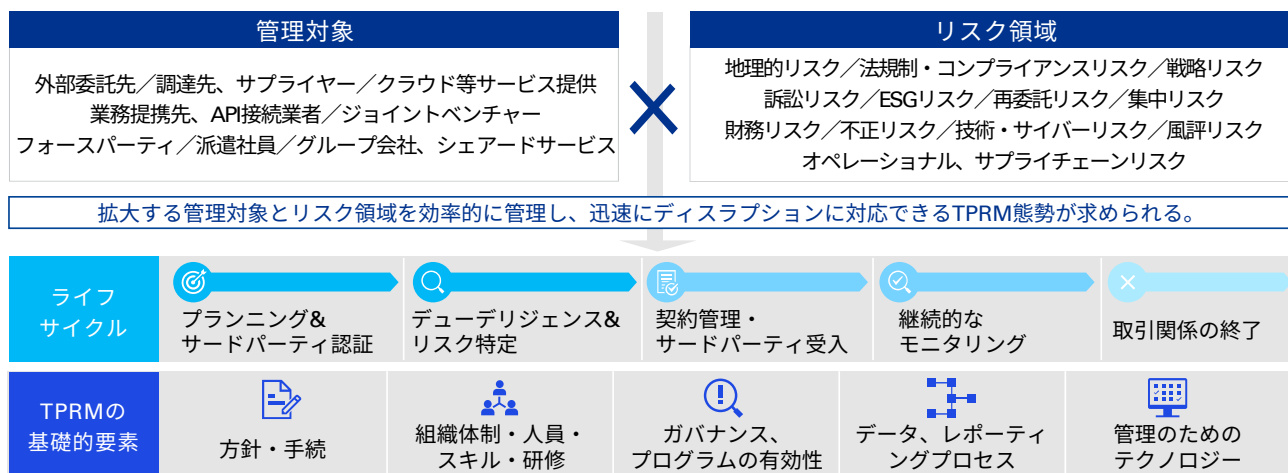 管理対象
外部委託先／調達先、サプライヤー／クラウド等サービス提供
業務提携先、API接続業者／ジョイントベンチャー
フォースパーティ／派遣社員／グループ会社、シェアードサービス
リスク領域
地理的リスク／法規制・コンプライアンスリスク／戦略リスク
訴訟リスク／ESGリスク／再委託リスク／集中リスク
財務リスク／不正リスク／技術・サイバーリスク／風評リスク
オペレーショナル、サプライチェーンリスク
拡大する管理対象とリスク領域を効率的に管理し、迅速にディスラプションに対応できるTPRM態勢が求められる。
ライフ
サイクル
プランニング&
サードパーティ認証
デューデリジェンス&
リスク特定
契約管理・
サードパーティ受入
継続的な
モニタリング
取引関係の終了
TPRMの
基礎的要素
方針・手続
組織体制・人員・
スキル・研修
ガバナンス、
プログラムの有効性
データ、レポーティ
ングプロセス
管理のための
テクノロジー